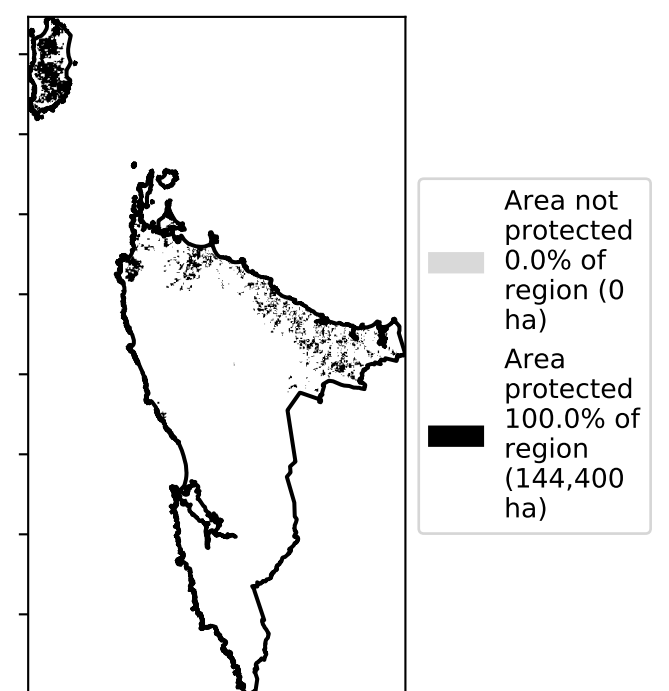 Area not
protected
0.0% of
region (0
ha)
Area
protected
100.0% of
region
(144,400
ha)